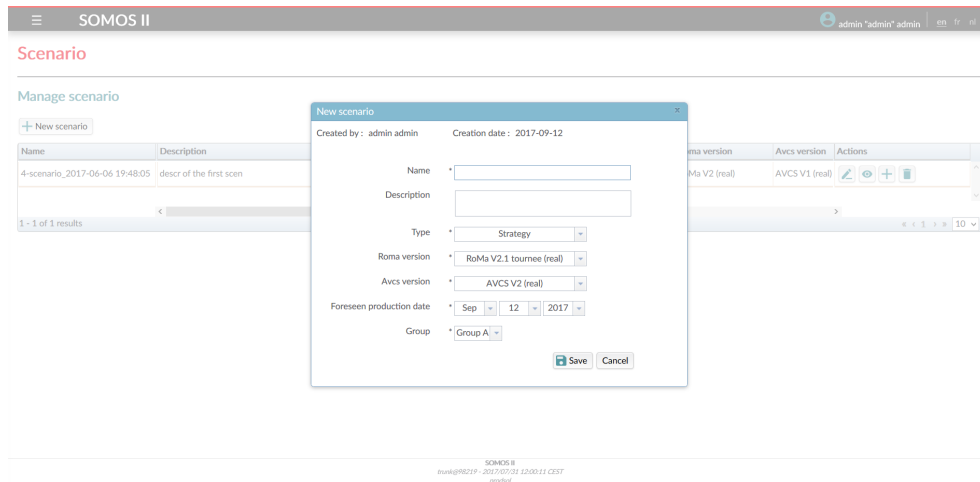 ☰ SOMOS II admin "admin" admin en fr nl
Scenario
Manage scenario
New scenario
Name Description ma version Avcs version Actions
4-scenario_2017-06-06 19:48:05 descr of the first scen Ma V2 (real) AVCS V1 (real)
1 - 1 of 1 results « ‹ 1 › » 10
New scenario
Created by : admin admin Creation date : 2017-09-12
Name *
Description
Type * Strategy
Roma version * RoMa V2.1 tournee (real)
Avcs version * AVCS V2 (real)
Foreseen production date * Sep 12 2017
Group * Group A
Save Cancel
SOMOS II
trunk@98219 - 2017/07/31 12:00:11 CEST